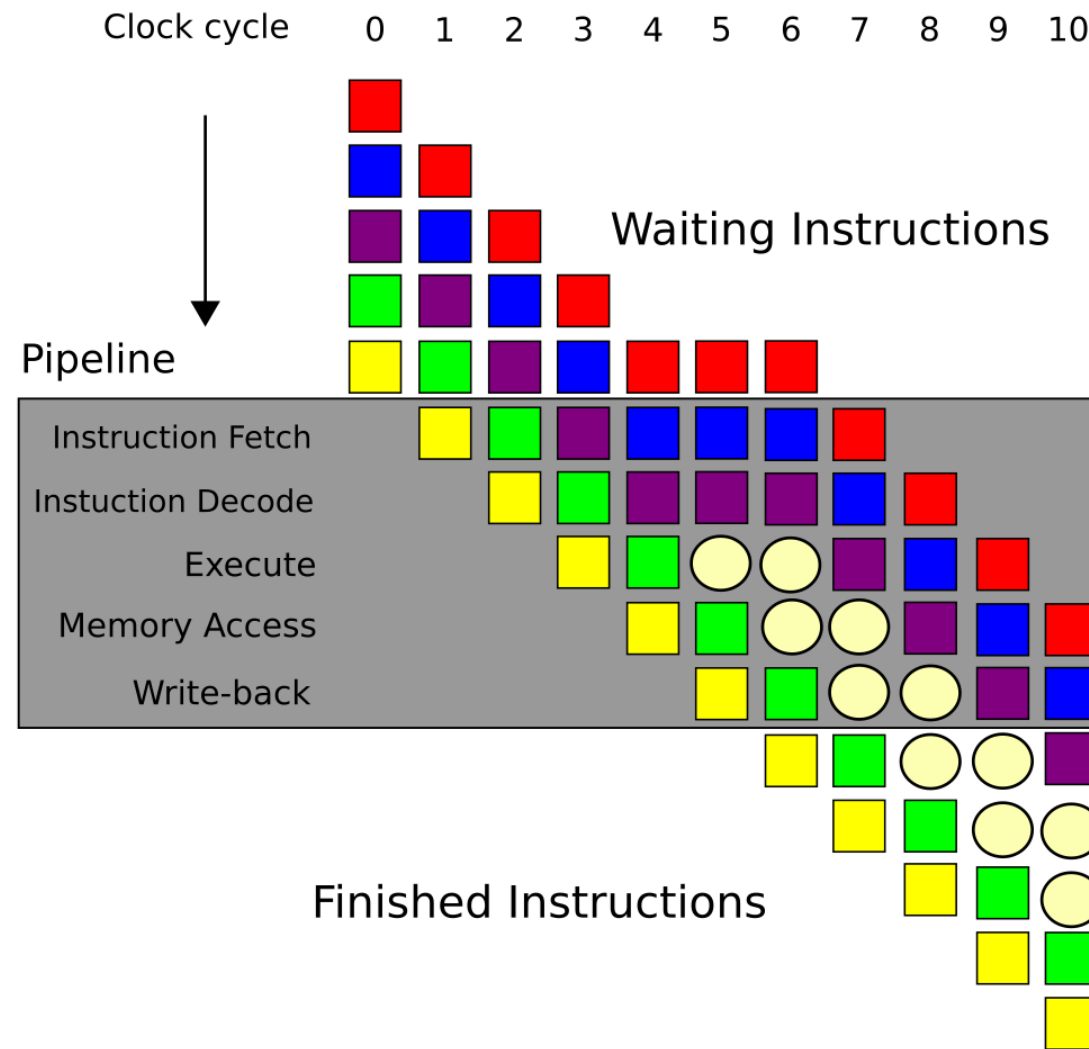 Clock cycle 0 1 2 3 4 5 6 7 8 9 10
Waiting Instructions
Pipeline
Instruction Fetch
Instuction Decode
Execute
Memory Access
Write-back
Finished Instructions